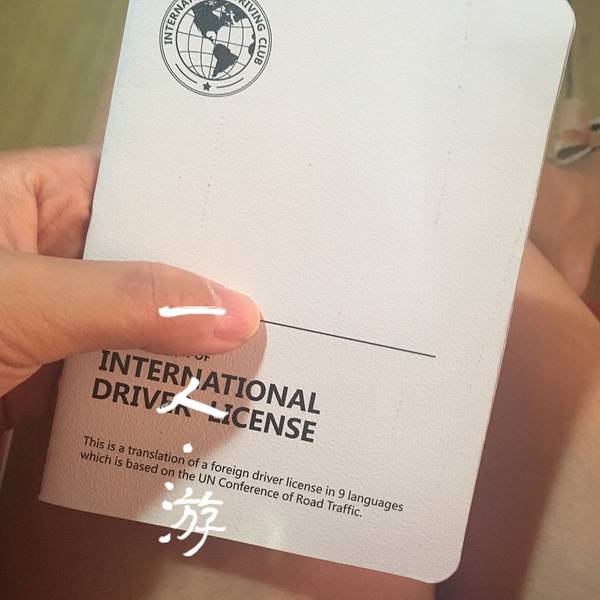 INTERNATIONAL DRIVING CLUB
OF
INTERNATIONAL
DRIVER LICENSE
This is a translation of a foreign driver license in 9 languages
which is based on the UN Conference of Road Traffic.
一
人
·
游